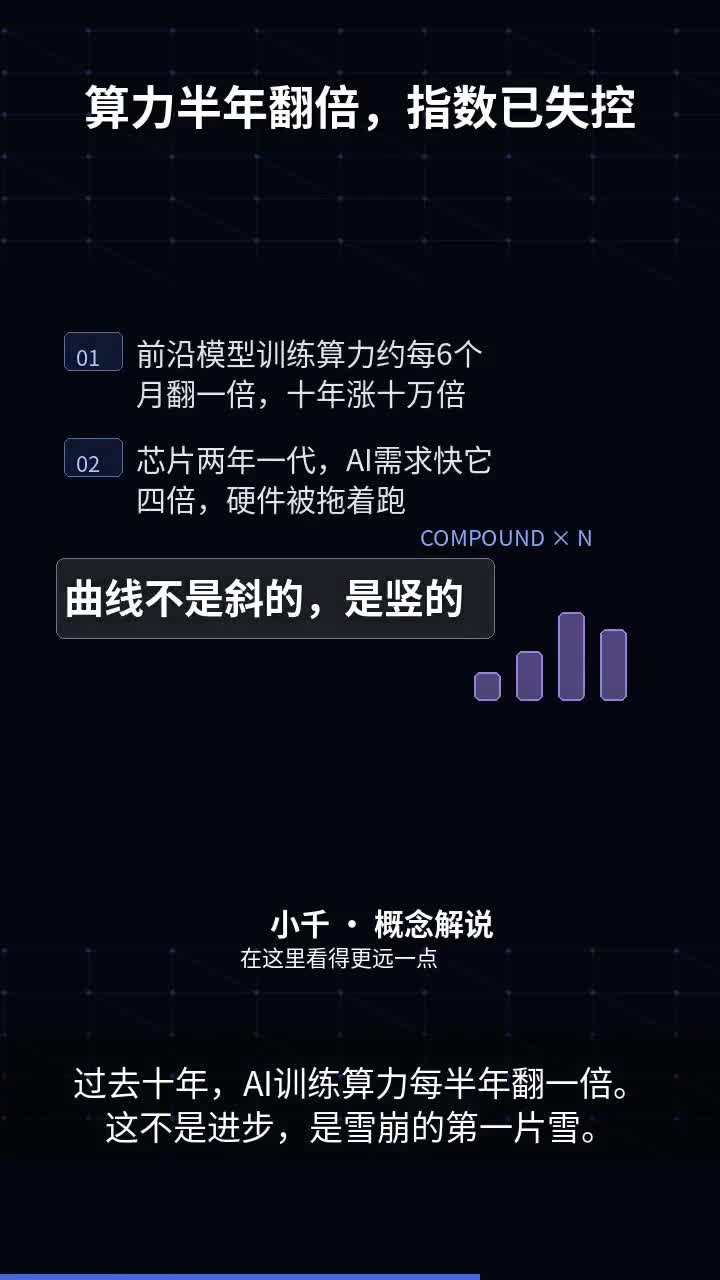 算力半年翻倍，指数已失控
01
前沿模型训练算力约每6个
月翻一倍，十年涨十万倍
02
芯片两年一代，AI需求快它
四倍，硬件被拖着跑
COMPOUND × N
曲线不是斜的，是竖的
小千 · 概念解说
在这里看得更远一点
过去十年，AI训练算力每半年翻一倍。
这不是进步，是雪崩的第一片雪。